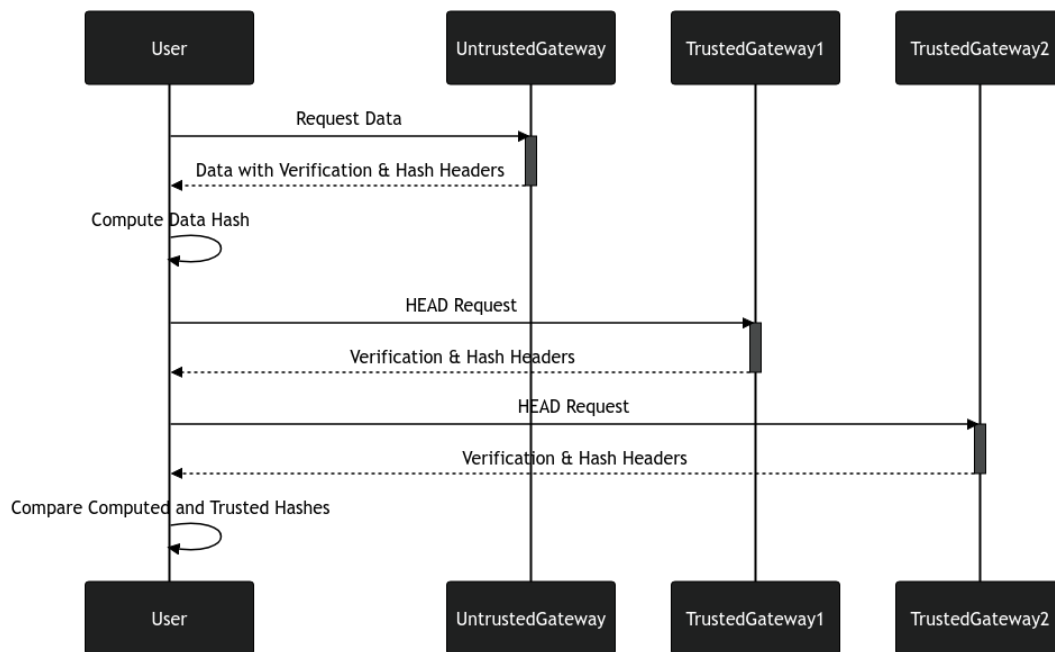 User
UntrustedGateway
TrustedGateway1
TrustedGateway2
Request Data
Data with Verification & Hash Headers
Compute Data Hash
HEAD Request
Verification & Hash Headers
HEAD Request
Verification & Hash Headers
Compare Computed and Trusted Hashes
User
UntrustedGateway
TrustedGateway1
TrustedGateway2